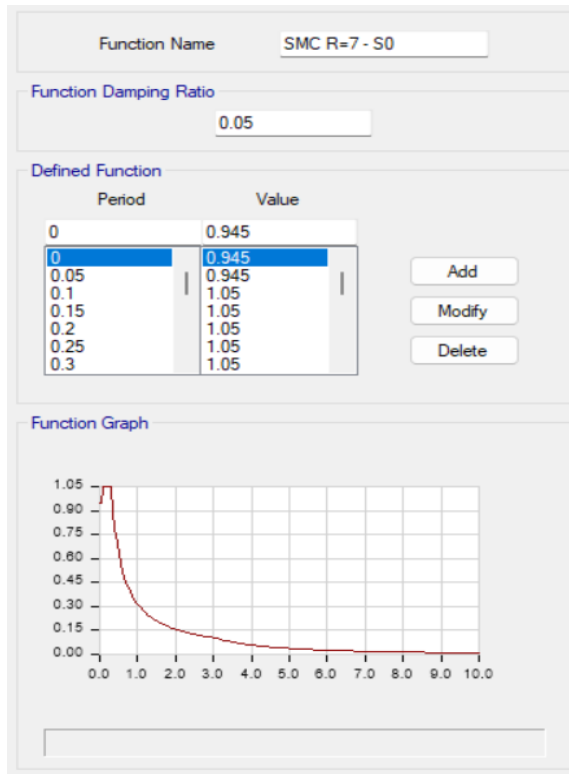 Function Name SMC R=7 - S0
Function Damping Ratio
0.05
Defined Function
Period Value
0 0.945
0 0.945
0.05 0.945
0.1 1.05
0.15 1.05
0.2 1.05
0.25 1.05
0.3 1.05
Add
Modify
Delete
Function Graph
1.05
0.90
0.75
0.60
0.45
0.30
0.15
0.00
0.0 1.0 2.0 3.0 4.0 5.0 6.0 7.0 8.0 9.0 10.0